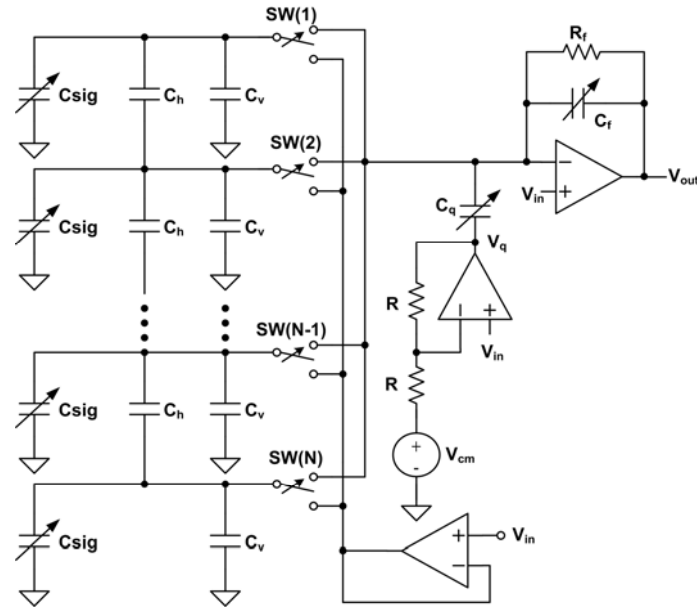 SW(1)
Rf
Csig
Ch
Cv
Cf
SW(2)
Vin
Vout
Csig
Ch
Cv
Cq
Vq
R
SW(N-1)
Vin
Csig
Ch
Cv
R
Vcm
SW(N)
Csig
Cv
Vin